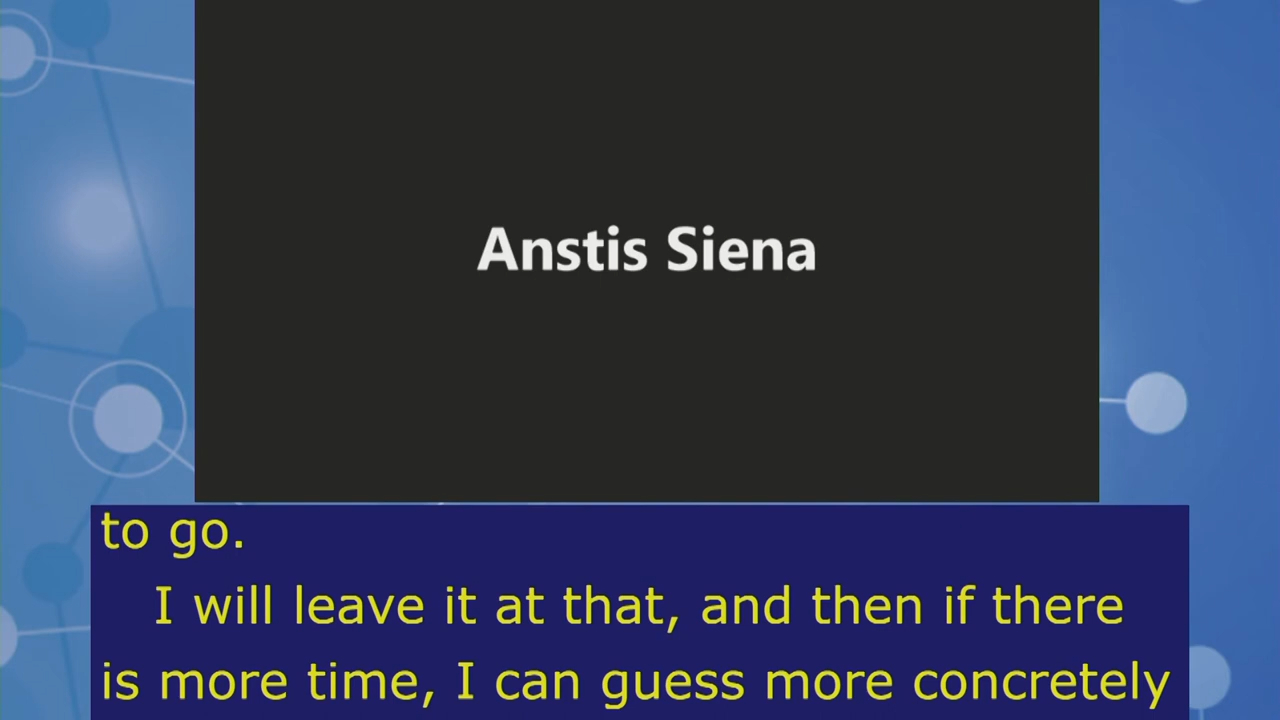 Anstis Siena
to go.
I will leave it at that, and then if there
is more time, I can guess more concretely